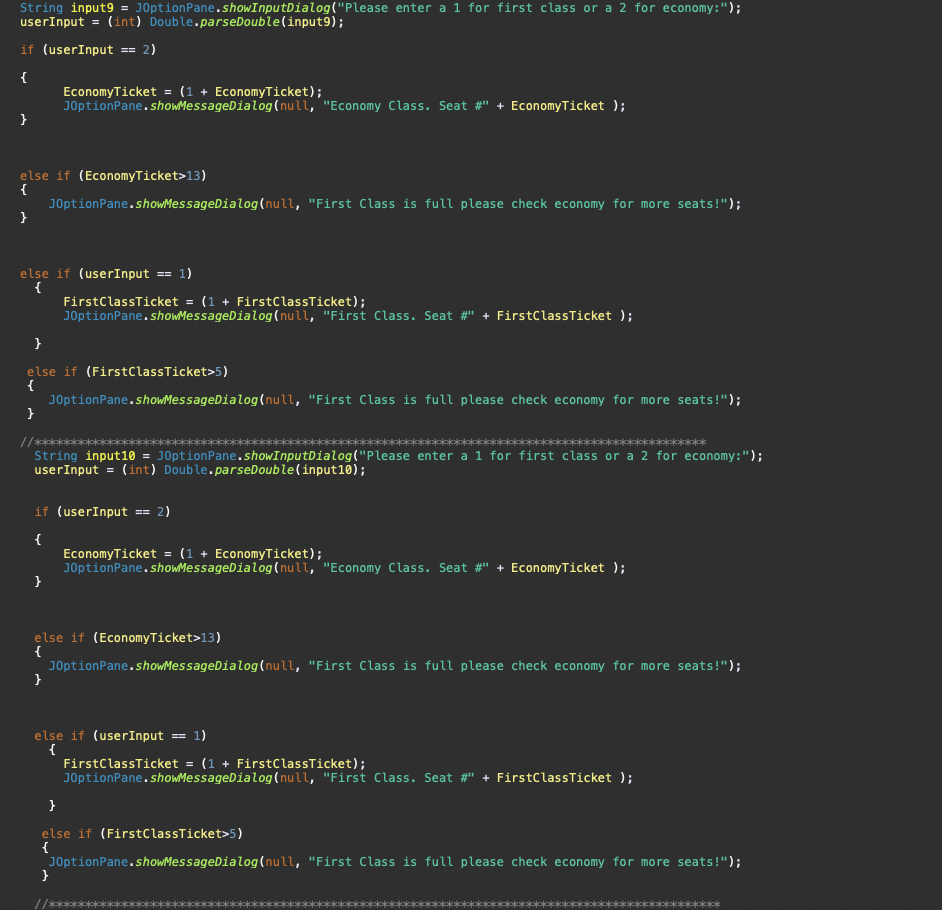 String input9 = JOptionPane.showInputDialog("Please enter a 1 for first class or a 2 for economy:");
userInput = (int) Double.parseDouble(input9);
if (userInput == 2)
{
EconomyTicket = (1 + EconomyTicket);
JOptionPane.showMessageDialog(null, "Economy Class. Seat #" + EconomyTicket );
}
else if (EconomyTicket>13)
{
JOptionPane.showMessageDialog(null, "First Class is full please check economy for more seats!");
}
else if (userInput == 1)
{
FirstClassTicket = (1 + FirstClassTicket);
JOptionPane.showMessageDialog(null, "First Class. Seat #" + FirstClassTicket );
}
else if (FirstClassTicket>5)
{
JOptionPane.showMessageDialog(null, "First Class is full please check economy for more seats!");
}
//*********************************************************************************************
String input10 = JOptionPane.showInputDialog("Please enter a 1 for first class or a 2 for economy:");
userInput = (int) Double.parseDouble(input10);
if (userInput == 2)
{
EconomyTicket = (1 + EconomyTicket);
JOptionPane.showMessageDialog(null, "Economy Class. Seat #" + EconomyTicket );
}
else if (EconomyTicket>13)
{
JOptionPane.showMessageDialog(null, "First Class is full please check economy for more seats!");
}
else if (userInput == 1)
{
FirstClassTicket = (1 + FirstClassTicket);
JOptionPane.showMessageDialog(null, "First Class. Seat #" + FirstClassTicket );
}
else if (FirstClassTicket>5)
{
JOptionPane.showMessageDialog(null, "First Class is full please check economy for more seats!");
}
//*********************************************************************************************